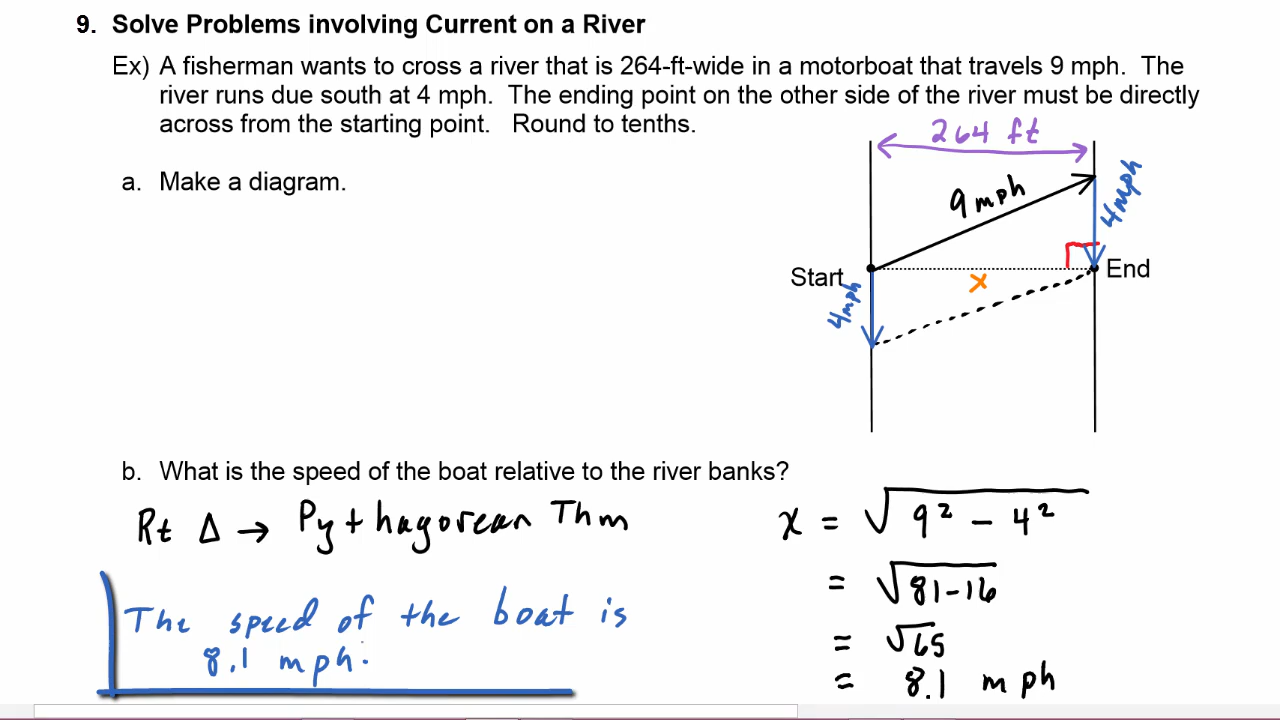 9. Solve Problems involving Current on a River
Ex) A fisherman wants to cross a river that is 264-ft-wide in a motorboat that travels 9 mph. The
river runs due south at 4 mph. The ending point on the other side of the river must be directly
across from the starting point. Round to tenths.
264 ft
a. Make a diagram.
9 mph
4 mph
Start
End
x
4 mph
b. What is the speed of the boat relative to the river banks?
Rt Δ → Pythagorean Thm
x = √9² - 4²
= √81-16
The speed of the boat is
= √65
8.1 mph.
= 8.1 mph